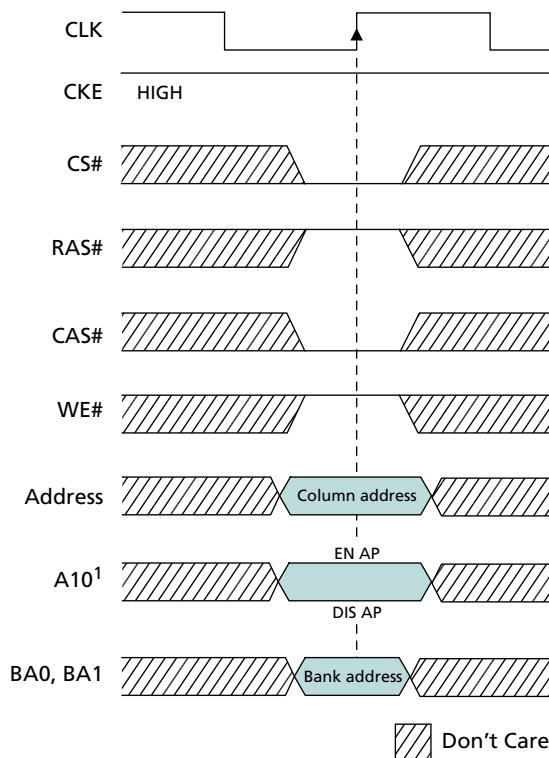 CLK
CKE HIGH
CS#
RAS#
CAS#
WE#
Address Column address
EN AP
A10¹
DIS AP
BA0, BA1 Bank address
Don't Care